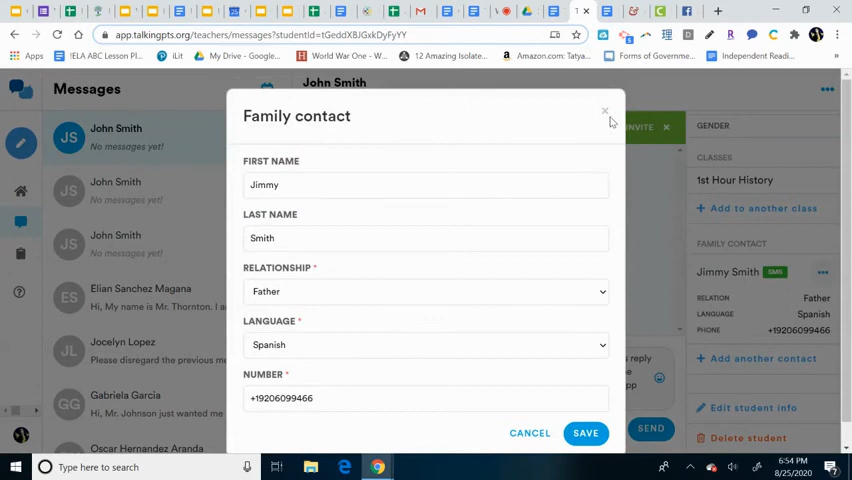 app.talkingpts.org/teachers/messages?studentId=tGeddXBJGxkDyFyYY
Apps
!ELA ABC Lesson Pl...
iLit
My Drive - Google...
World War One - W...
12 Amazing Isolate...
Amazon.com: Tatya...
Forms of Governme...
Independent Readi...
Messages
John Smith
JS
John Smith
No messages yet!
JS
John Smith
No messages yet!
JS
John Smith
No messages yet!
ES
Elian Sanchez Magana
Hi, My name is Mr. Thornton. I a
JL
Jocelyn Lopez
Please disregard the previous me
GG
Gabriela Garcia
Hi, Mr. Johnson just wanted me
Oscar Hernandez Aranda
Family contact
×
FIRST NAME
Jimmy
LAST NAME
Smith
RELATIONSHIP *
Father
LANGUAGE *
Spanish
NUMBER *
+19206099466
CANCEL
SAVE
INVITE ×
s reply
e
pp
SEND
GENDER
CLASSES
1st Hour History
+ Add to another class
FAMILY CONTACT
Jimmy Smith SMS
RELATION Father
LANGUAGE Spanish
PHONE +19206099466
+ Add another contact
Edit student info
Delete student
Type here to search
6:54 PM
8/25/2020
7